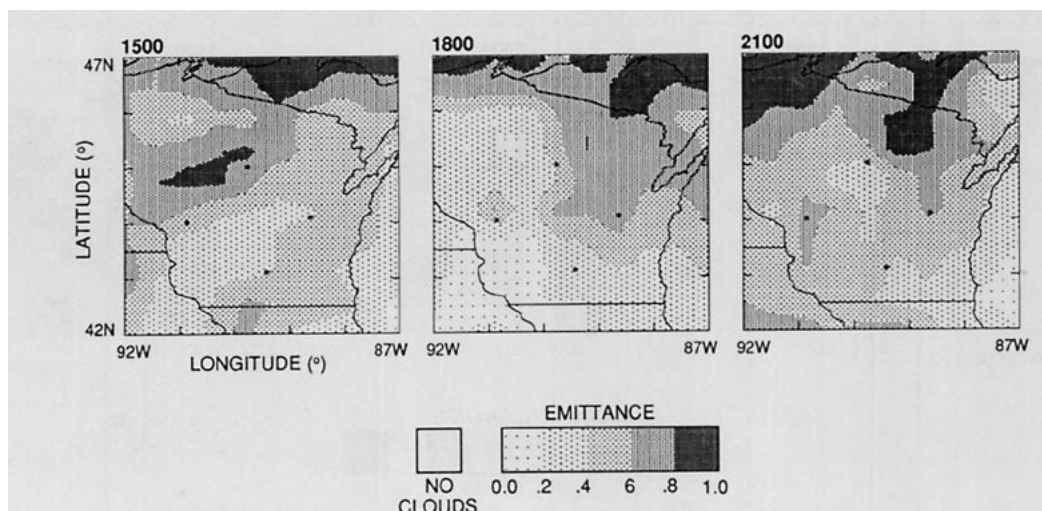 1500
1800
2100
47N
LATITUDE (°)
42N
92W
87W
92W
87W
92W
87W
LONGITUDE (°)
EMITTANCE
NO
CLOUDS
0.0 .2 .4 6 .8 1.0